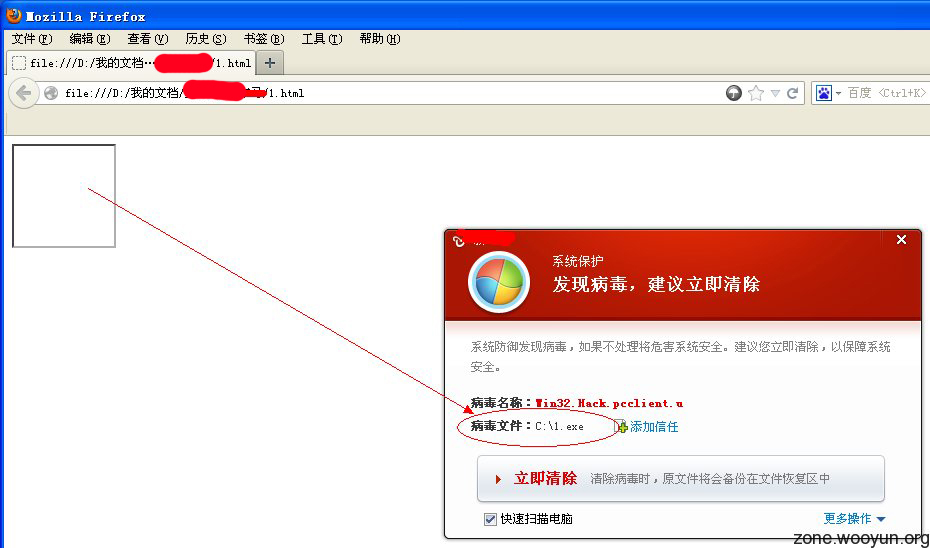 Mozilla Firefox
文件(F) 编辑(E) 查看(V) 历史(S) 书签(B) 工具(T) 帮助(H)
file:///D:/我的文档… /1.html
file:///D:/我的文档/ /1.html
百度 <Ctrl+K>
系统保护
发现病毒，建议立即清除
系统防御发现病毒，如果不处理将危害系统安全。建议您立即清除，以保障系统
安全。
病毒名称：Win32.Hack.pcclient.u
病毒文件：C:\1.exe 添加信任
立即清除 清除病毒时，原文件将会备份在文件恢复区中
快速扫描电脑 更多操作
zone.wooyun.org